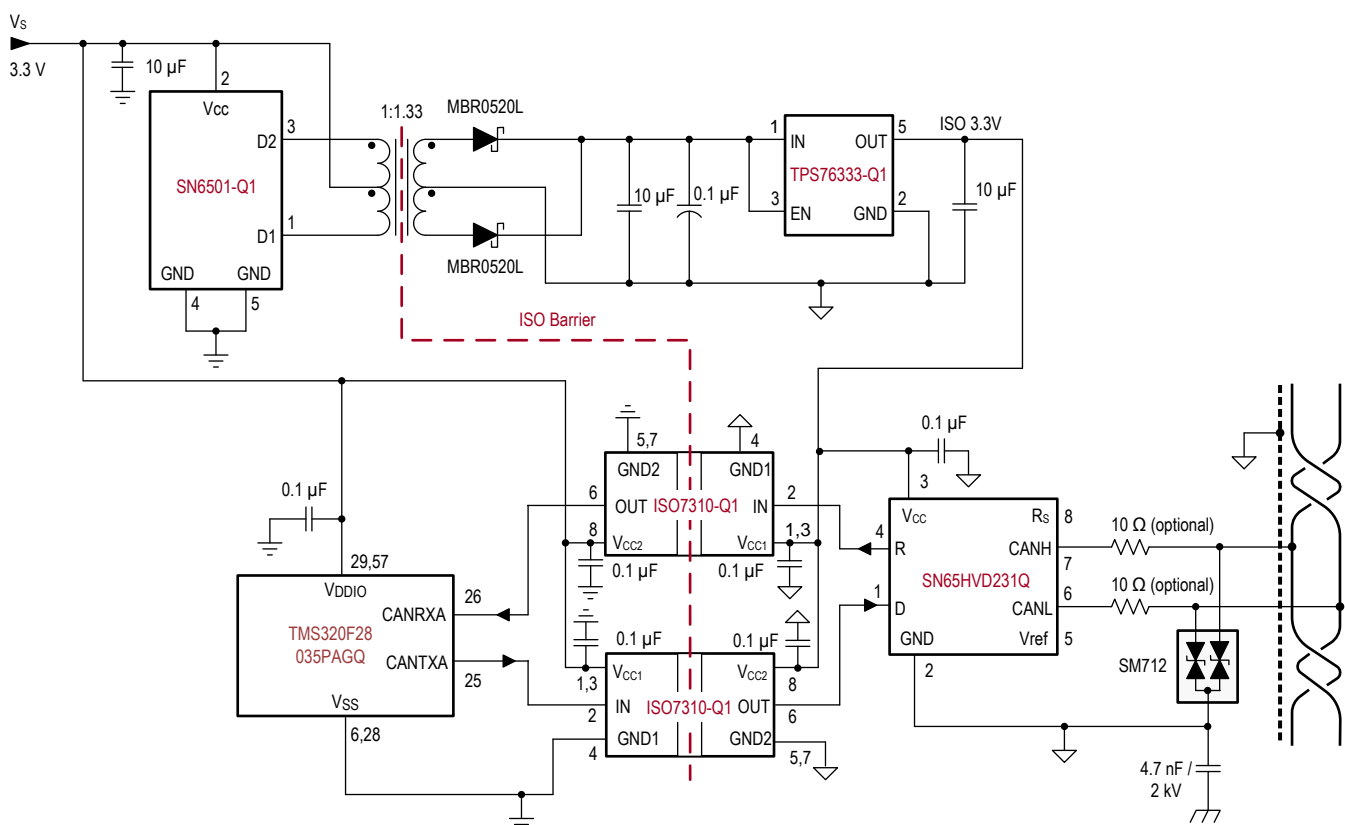 VS
3.3 V
10 µF
2
Vcc
D2
3
SN6501-Q1
D1
1
GND
GND
4
5
1:1.33
MBR0520L
MBR0520L
10 µF
0.1 µF
1
IN
OUT
5
TPS76333-Q1
3
EN
GND
2
ISO 3.3V
10 µF
ISO Barrier
5,7
4
GND2
GND1
6
OUT
ISO7310-Q1
IN
2
8
VCC2
VCC1
1,3
0.1 µF
0.1 µF
0.1 µF
29,57
VDDIO
26
CANRXA
TMS320F28
035PAGQ
CANTXA
25
VSS
6,28
0.1 µF
0.1 µF
VCC1
VCC2
1,3
8
2
IN
ISO7310-Q1
OUT
6
GND1
GND2
4
5,7
0.1 µF
3
VCC
RS
8
4
R
CANH
7
SN65HVD231Q
1
D
CANL
6
GND
Vref
5
2
10 Ω (optional)
10 Ω (optional)
SM712
4.7 nF /
2 kV